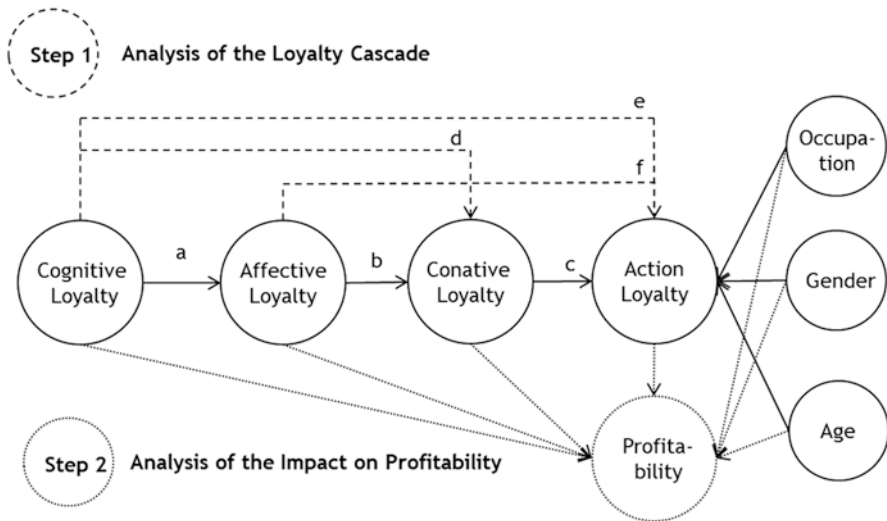 Step 1
Analysis of the Loyalty Cascade
e
d
f
Occupa-
tion
Cognitive
Loyalty
a
Affective
Loyalty
b
Conative
Loyalty
c
Action
Loyalty
Gender
Step 2
Analysis of the Impact on Profitability
Profita-
bility
Age